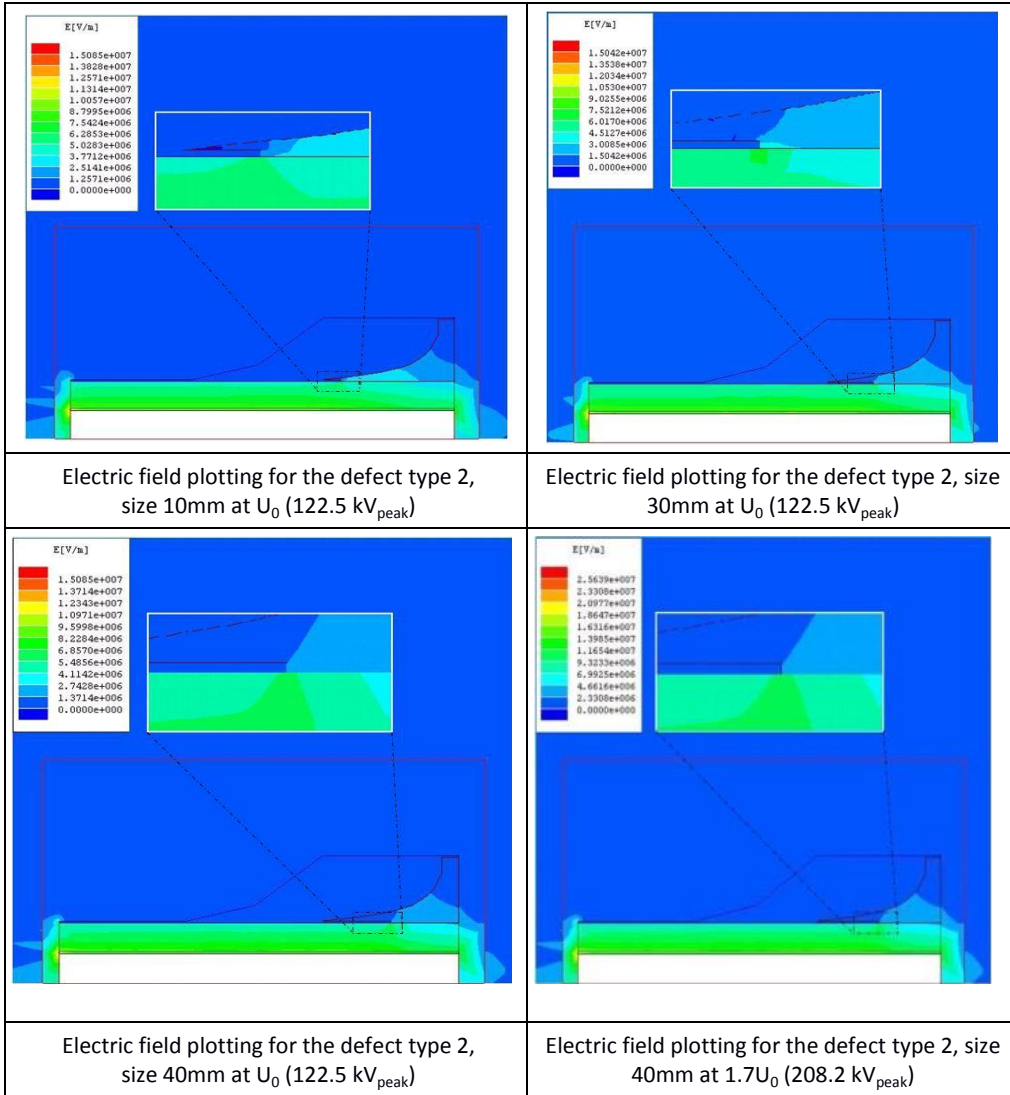 E[V/m]
1.5085e+007
1.3828e+007
1.2571e+007
1.1314e+007
1.0057e+007
8.7995e+006
7.5424e+006
6.2853e+006
5.0283e+006
3.7712e+006
2.5141e+006
1.2571e+006
0.0000e+000
E[V/m]
1.5042e+007
1.3538e+007
1.2034e+007
1.0530e+007
9.0255e+006
7.5212e+006
6.0170e+006
4.5127e+006
3.0085e+006
1.5042e+006
0.0000e+000
Electric field plotting for the defect type 2,
size 10mm at U₀ (122.5 kVpeak)
Electric field plotting for the defect type 2, size
30mm at U₀ (122.5 kVpeak)
E[V/m]
1.5085e+007
1.3714e+007
1.2343e+007
1.0971e+007
9.5998e+006
8.2284e+006
6.8570e+006
5.4856e+006
4.1142e+006
2.7428e+006
1.3714e+006
0.0000e+000
E[V/m]
2.5639e+007
2.3308e+007
2.0977e+007
1.8647e+007
1.6316e+007
1.3985e+007
1.1654e+007
9.3233e+006
6.9925e+006
4.6616e+006
2.3308e+006
0.0000e+000
Electric field plotting for the defect type 2,
size 40mm at U₀ (122.5 kVpeak)
Electric field plotting for the defect type 2, size
40mm at 1.7U₀ (208.2 kVpeak)